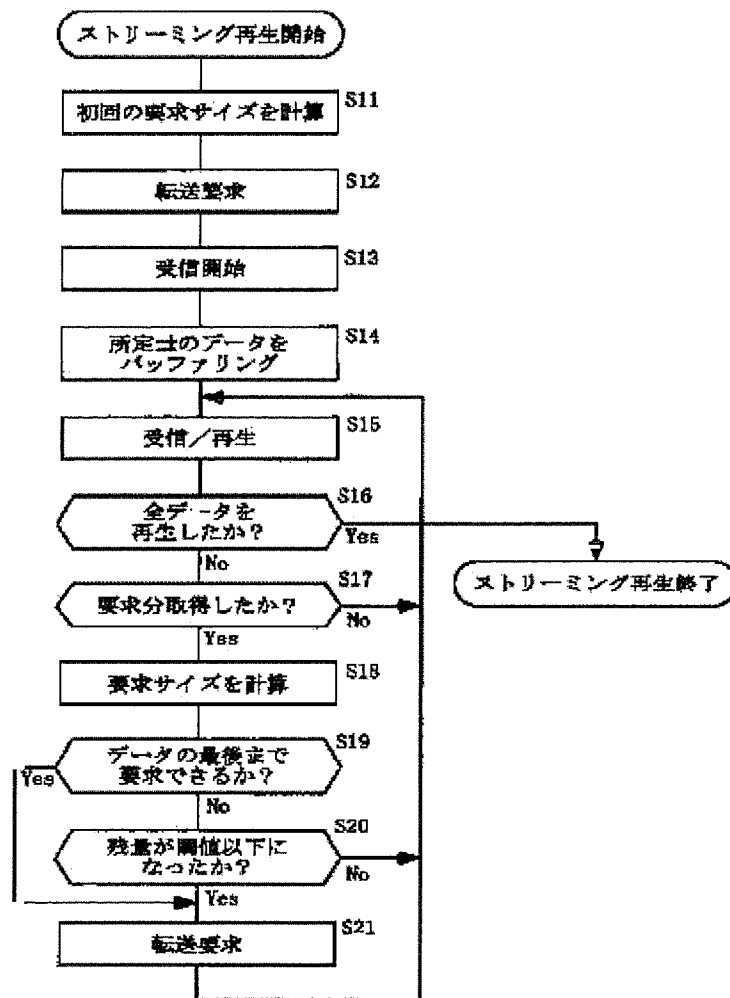 ストリーミング再生開始
S11
初回の要求サイズを計算
S12
転送要求
S13
受信開始
S14
所定量のデータを
バッファリング
S15
受信／再生
S16
全データを
再生したか？
Yes
No
ストリーミング再生終了
S17
要求分取得したか？
No
Yes
S18
要求サイズを計算
S19
データの最後まで
要求できるか？
Yes
No
S20
残量が閾値以下に
なったか？
No
Yes
S21
転送要求